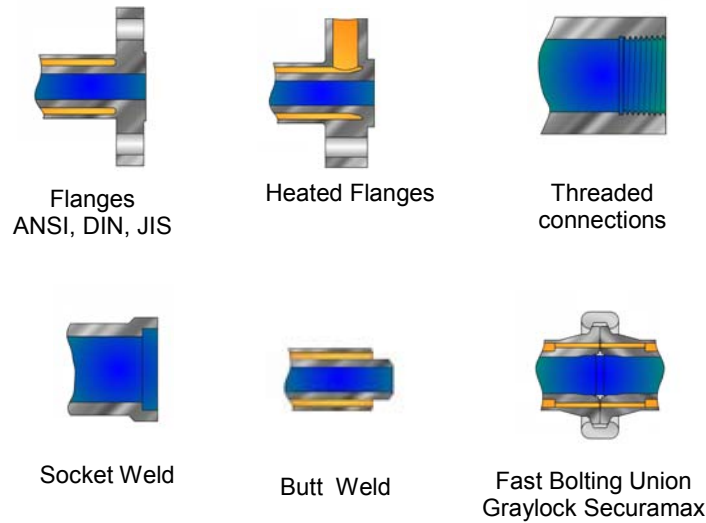 Flanges
ANSI, DIN, JIS
Heated Flanges
Threaded
connections
Socket Weld
Butt Weld
Fast Bolting Union
Graylock Securamax